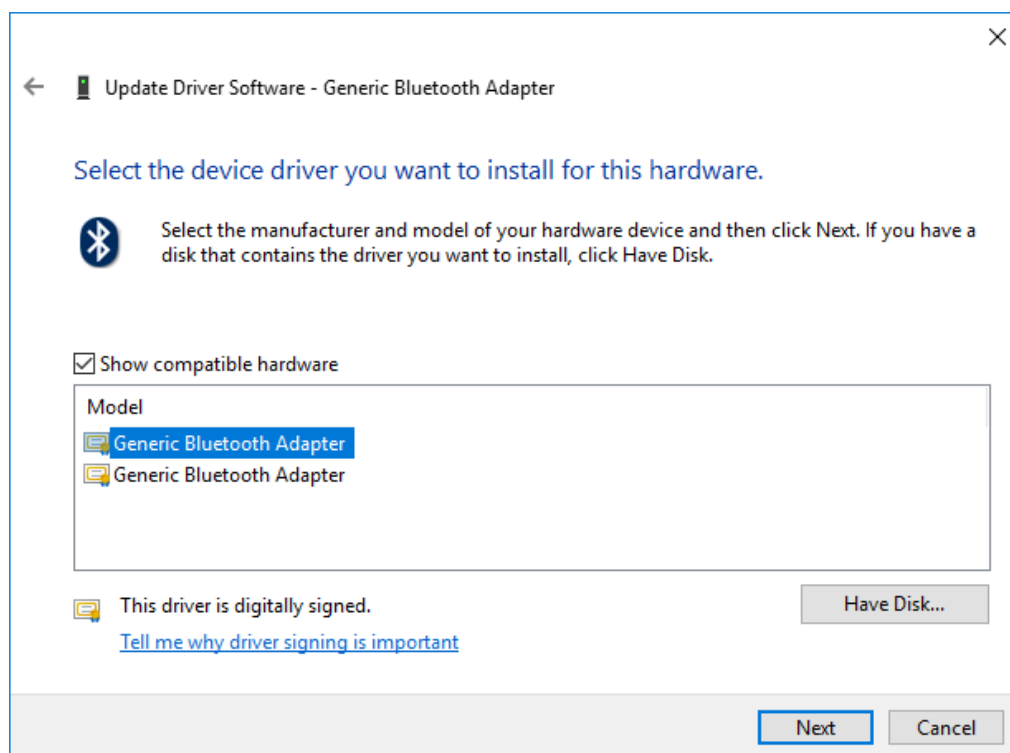 Update Driver Software - Generic Bluetooth Adapter
Select the device driver you want to install for this hardware.
Select the manufacturer and model of your hardware device and then click Next. If you have a
disk that contains the driver you want to install, click Have Disk.
Show compatible hardware
Model
Generic Bluetooth Adapter
Generic Bluetooth Adapter
This driver is digitally signed.
Have Disk...
Tell me why driver signing is important
Next
Cancel